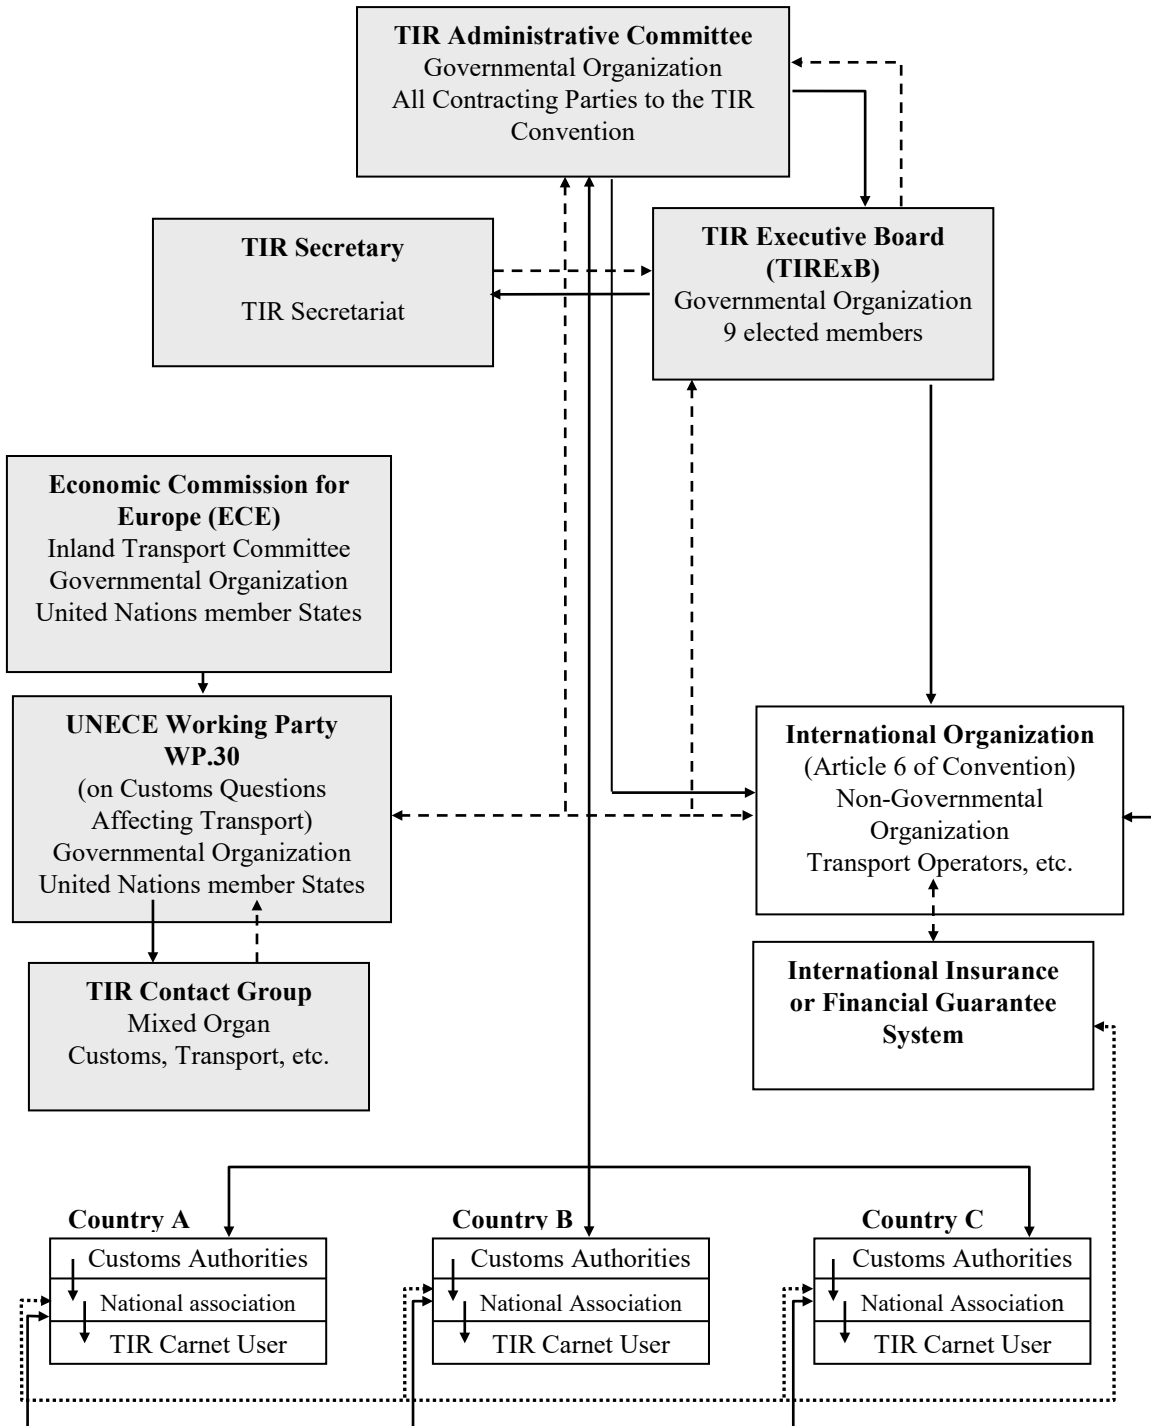 TIR Administrative Committee
Governmental Organization
All Contracting Parties to the TIR
Convention
TIR Secretary
TIR Secretariat
TIR Executive Board
(TIRExB)
Governmental Organization
9 elected members
Economic Commission for
Europe (ECE)
Inland Transport Committee
Governmental Organization
United Nations member States
UNECE Working Party
WP.30
(on Customs Questions
Affecting Transport)
Governmental Organization
United Nations member States
International Organization
(Article 6 of Convention)
Non-Governmental
Organization
Transport Operators, etc.
TIR Contact Group
Mixed Organ
Customs, Transport, etc.
International Insurance
or Financial Guarantee
System
Country A
Customs Authorities
National association
TIR Carnet User
Country B
Customs Authorities
National Association
TIR Carnet User
Country C
Customs Authorities
National Association
TIR Carnet User